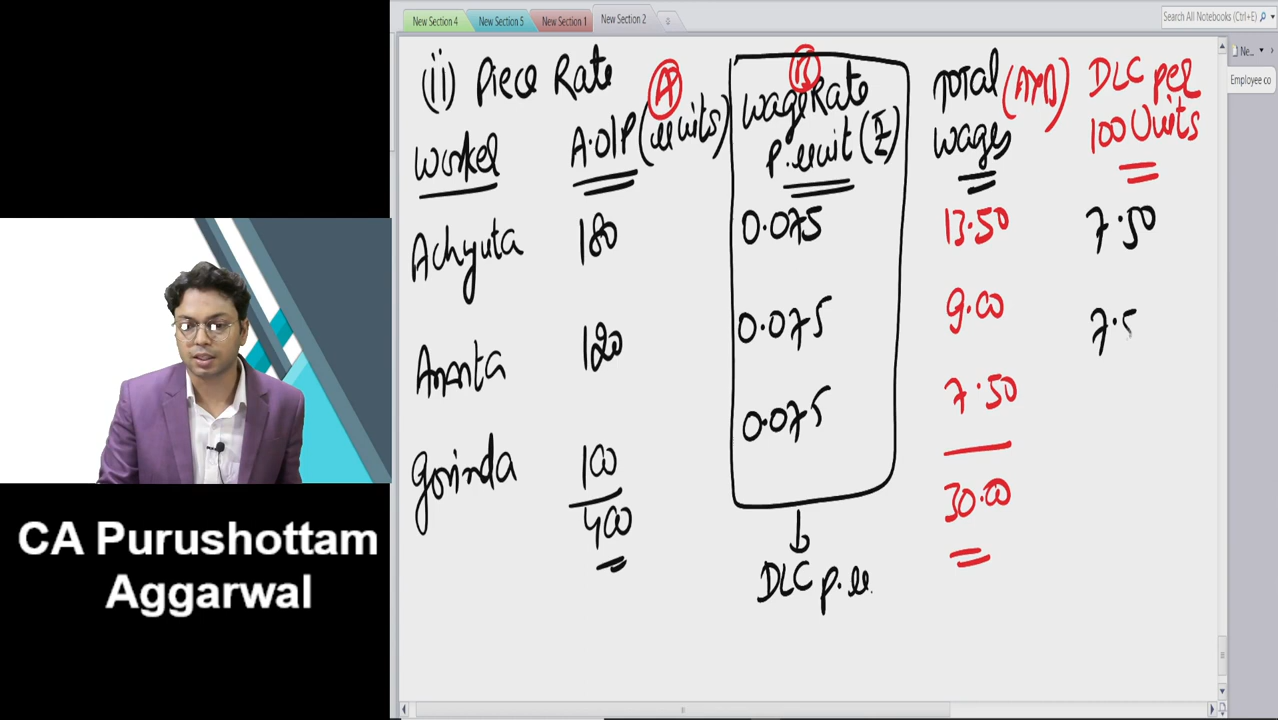 New Section 4
New Section 5
New Section 1
New Section 2
Search All Notebooks (Ctrl+E)
Ne...
Employee co
(ii) Piece Rate
Worker
A.O/P (units)
A
Wage Rate
p.unit (₹)
B
Total
wages
(A×B)
DLC per
100 Units
Achyuta 180 0.075 13.50 7.50
Ananta 120 0.075 9.00 7.5
Govinda 100 0.075 7.50
400 30.00
DLC p.u.
CA Purushottam
Aggarwal